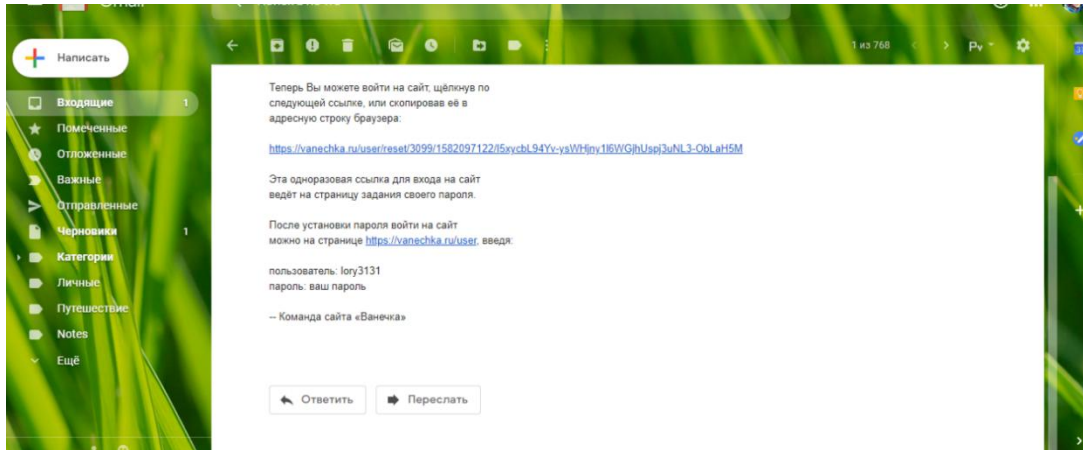 Gmail
1 из 768
Ру
Написать
Входящие 1
Помеченные
Отложенные
Важные
Отправленные
Черновики 1
Категории
Личные
Путешествие
Notes
Ещё
Теперь Вы можете войти на сайт, щёлкнув по
следующей ссылке, или скопировав её в
адресную строку браузера:
https://vanechka.ru/user/reset/3099/1582097122/I5xycbL94Yv-ysWHjny1I6WGjhUspj3uNL3-ObLaH5M
Эта одноразовая ссылка для входа на сайт
ведёт на страницу задания своего пароля.
После установки пароля войти на сайт
можно на странице https://vanechka.ru/user, введя:
пользователь: lory3131
пароль: ваш пароль
-- Команда сайта «Ванечка»
Ответить
Переслать